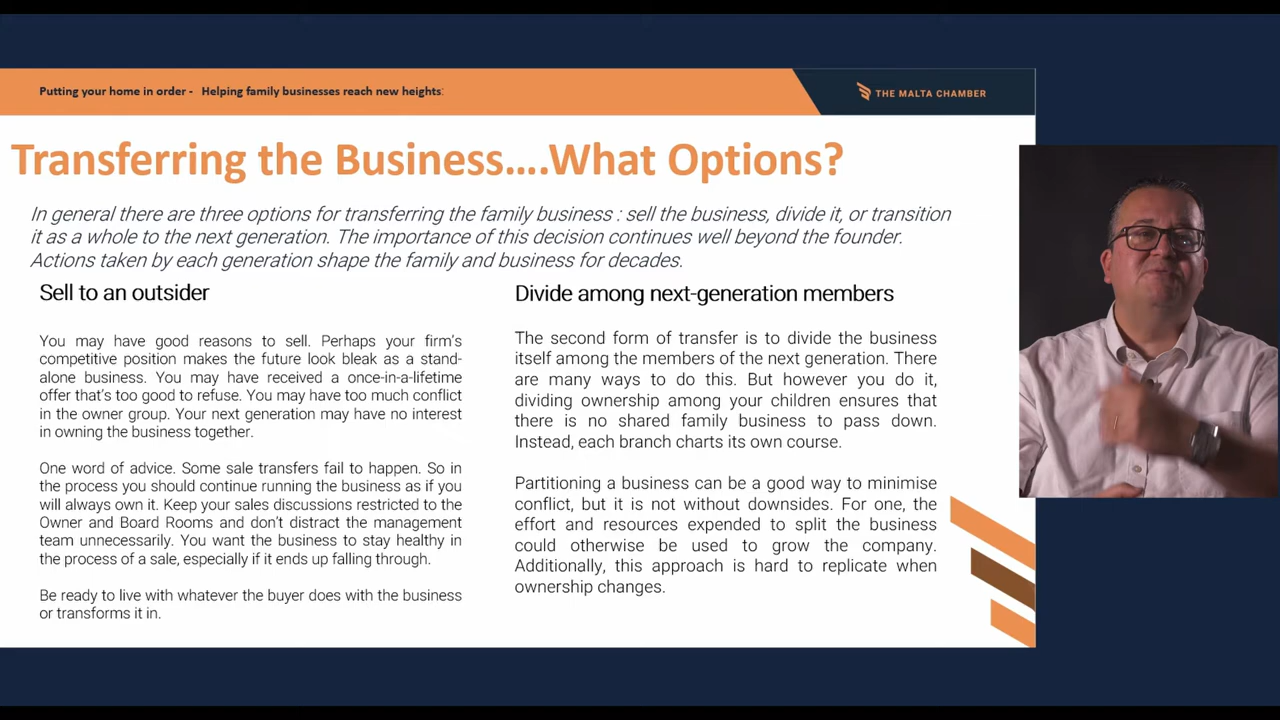 Putting your home in order - Helping family businesses reach new heights:
THE MALTA CHAMBER
Transferring the Business....What Options?
In general there are three options for transferring the family business : sell the business, divide it, or transition
it as a whole to the next generation. The importance of this decision continues well beyond the founder.
Actions taken by each generation shape the family and business for decades.
Sell to an outsider
You may have good reasons to sell. Perhaps your firm's
competitive position makes the future look bleak as a stand-
alone business. You may have received a once-in-a-lifetime
offer that's too good to refuse. You may have too much conflict
in the owner group. Your next generation may have no interest
in owning the business together.
One word of advice. Some sale transfers fail to happen. So in
the process you should continue running the business as if you
will always own it. Keep your sales discussions restricted to the
Owner and Board Rooms and don't distract the management
team unnecessarily. You want the business to stay healthy in
the process of a sale, especially if it ends up falling through.
Be ready to live with whatever the buyer does with the business
or transforms it in.
Divide among next-generation members
The second form of transfer is to divide the business
itself among the members of the next generation. There
are many ways to do this. But however you do it,
dividing ownership among your children ensures that
there is no shared family business to pass down.
Instead, each branch charts its own course.
Partitioning a business can be a good way to minimise
conflict, but it is not without downsides. For one, the
effort and resources expended to split the business
could otherwise be used to grow the company.
Additionally, this approach is hard to replicate when
ownership changes.